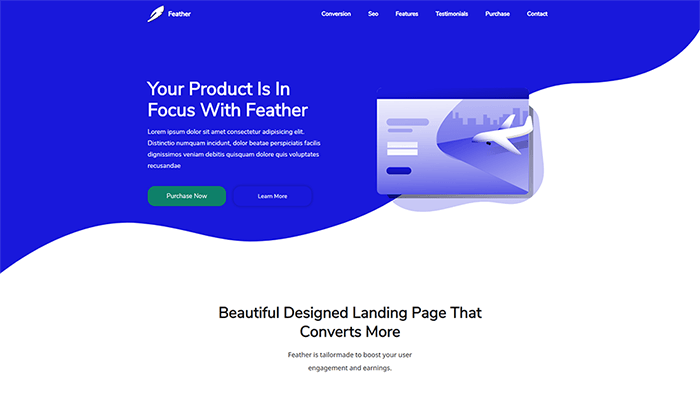 Feather
Conversion Seo Features Testimonials Purchase Contact
Your Product Is In
Focus With Feather
Lorem ipsum dolor sit amet consectetur adipisicing elit.
Distinctio numquam incidunt, dolor beatae perspiciatis facilis
dignissimos veniam debitis quisquam dolore quis voluptates
recusandae
Purchase Now Learn More
Beautiful Designed Landing Page That
Converts More
Feather is tailormade to boost your user
engagement and earnings.